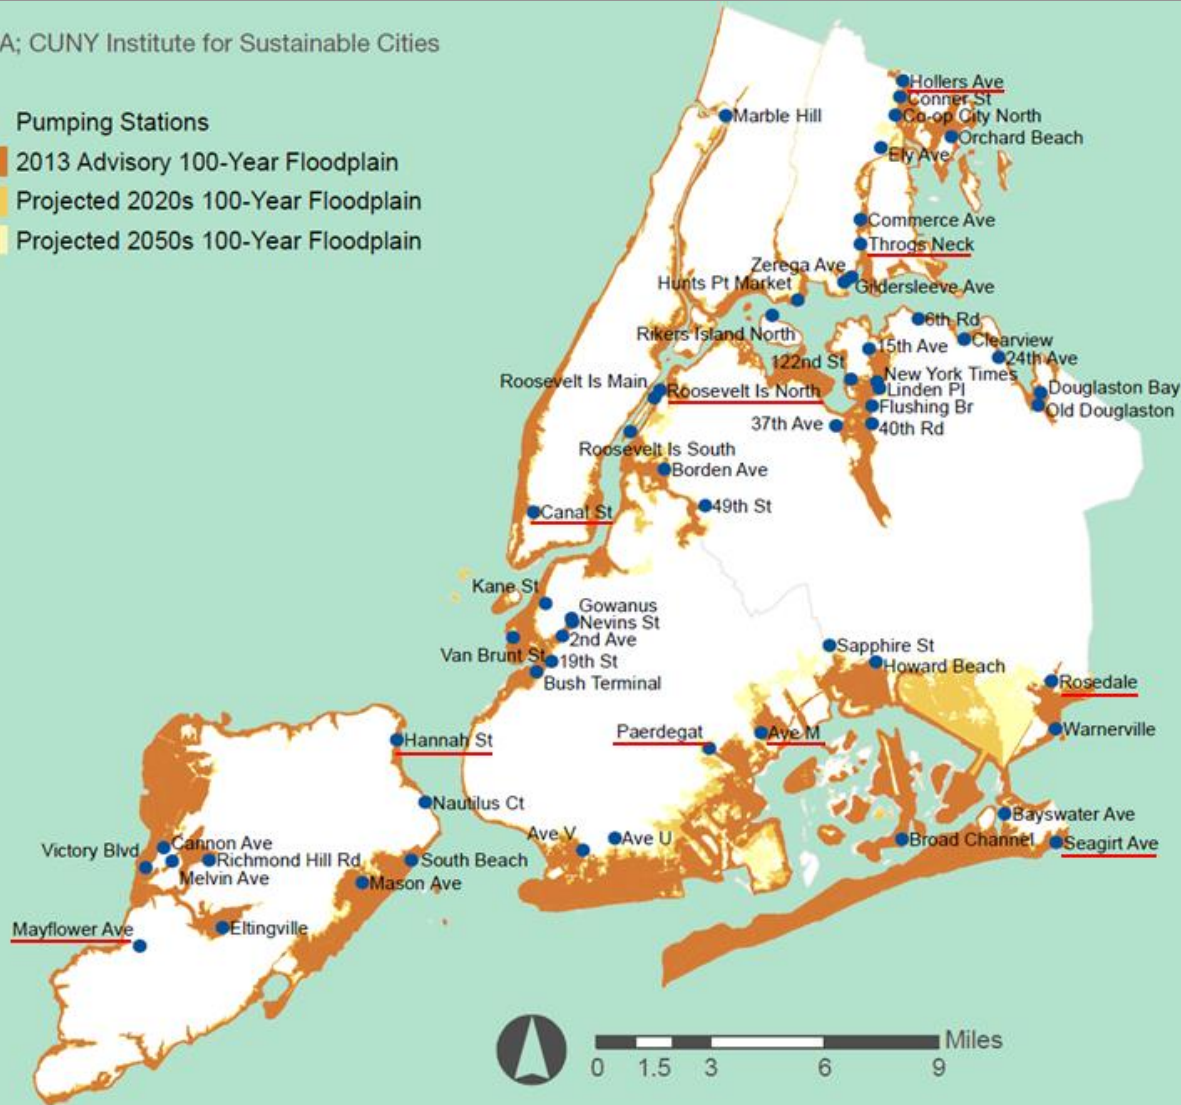 A; CUNY Institute for Sustainable Cities
Pumping Stations
2013 Advisory 100-Year Floodplain
Projected 2020s 100-Year Floodplain
Projected 2050s 100-Year Floodplain
Hollers Ave
Conner St
Co-op City North
Marble Hill
Orchard Beach
Ely Ave
Commerce Ave
Throgs Neck
Zerega Ave
Hunts Pt Market
Gildersleeve Ave
6th Rd
Rikers Island North
Clearview
15th Ave
24th Ave
122nd St
New York Times
Roosevelt Is Main
Roosevelt Is North
Linden Pl
Douglaston Bay
Flushing Br
Old Douglaston
37th Ave
40th Rd
Roosevelt Is South
Borden Ave
49th St
Canal St
Kane St
Gowanus
Nevins St
2nd Ave
Van Brunt St
19th St
Sapphire St
Howard Beach
Bush Terminal
Rosedale
Paerdegat
Ave M
Warnerville
Hannah St
Nautilus Ct
Bayswater Ave
Ave V
Ave U
Broad Channel
Seagirt Ave
Cannon Ave
Victory Blvd
Richmond Hill Rd
South Beach
Melvin Ave
Mason Ave
Mayflower Ave
Eltingville
Miles
0 1.5 3 6 9